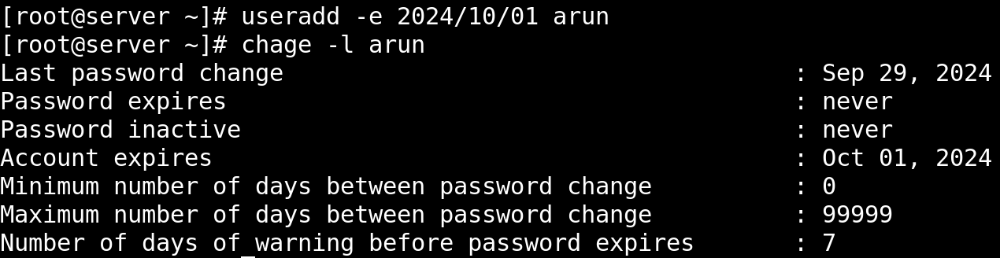 [root@server ~]# useradd -e 2024/10/01 arun
[root@server ~]# chage -l arun
Last password change : Sep 29, 2024
Password expires : never
Password inactive : never
Account expires : Oct 01, 2024
Minimum number of days between password change : 0
Maximum number of days between password change : 99999
Number of days of warning before password expires : 7